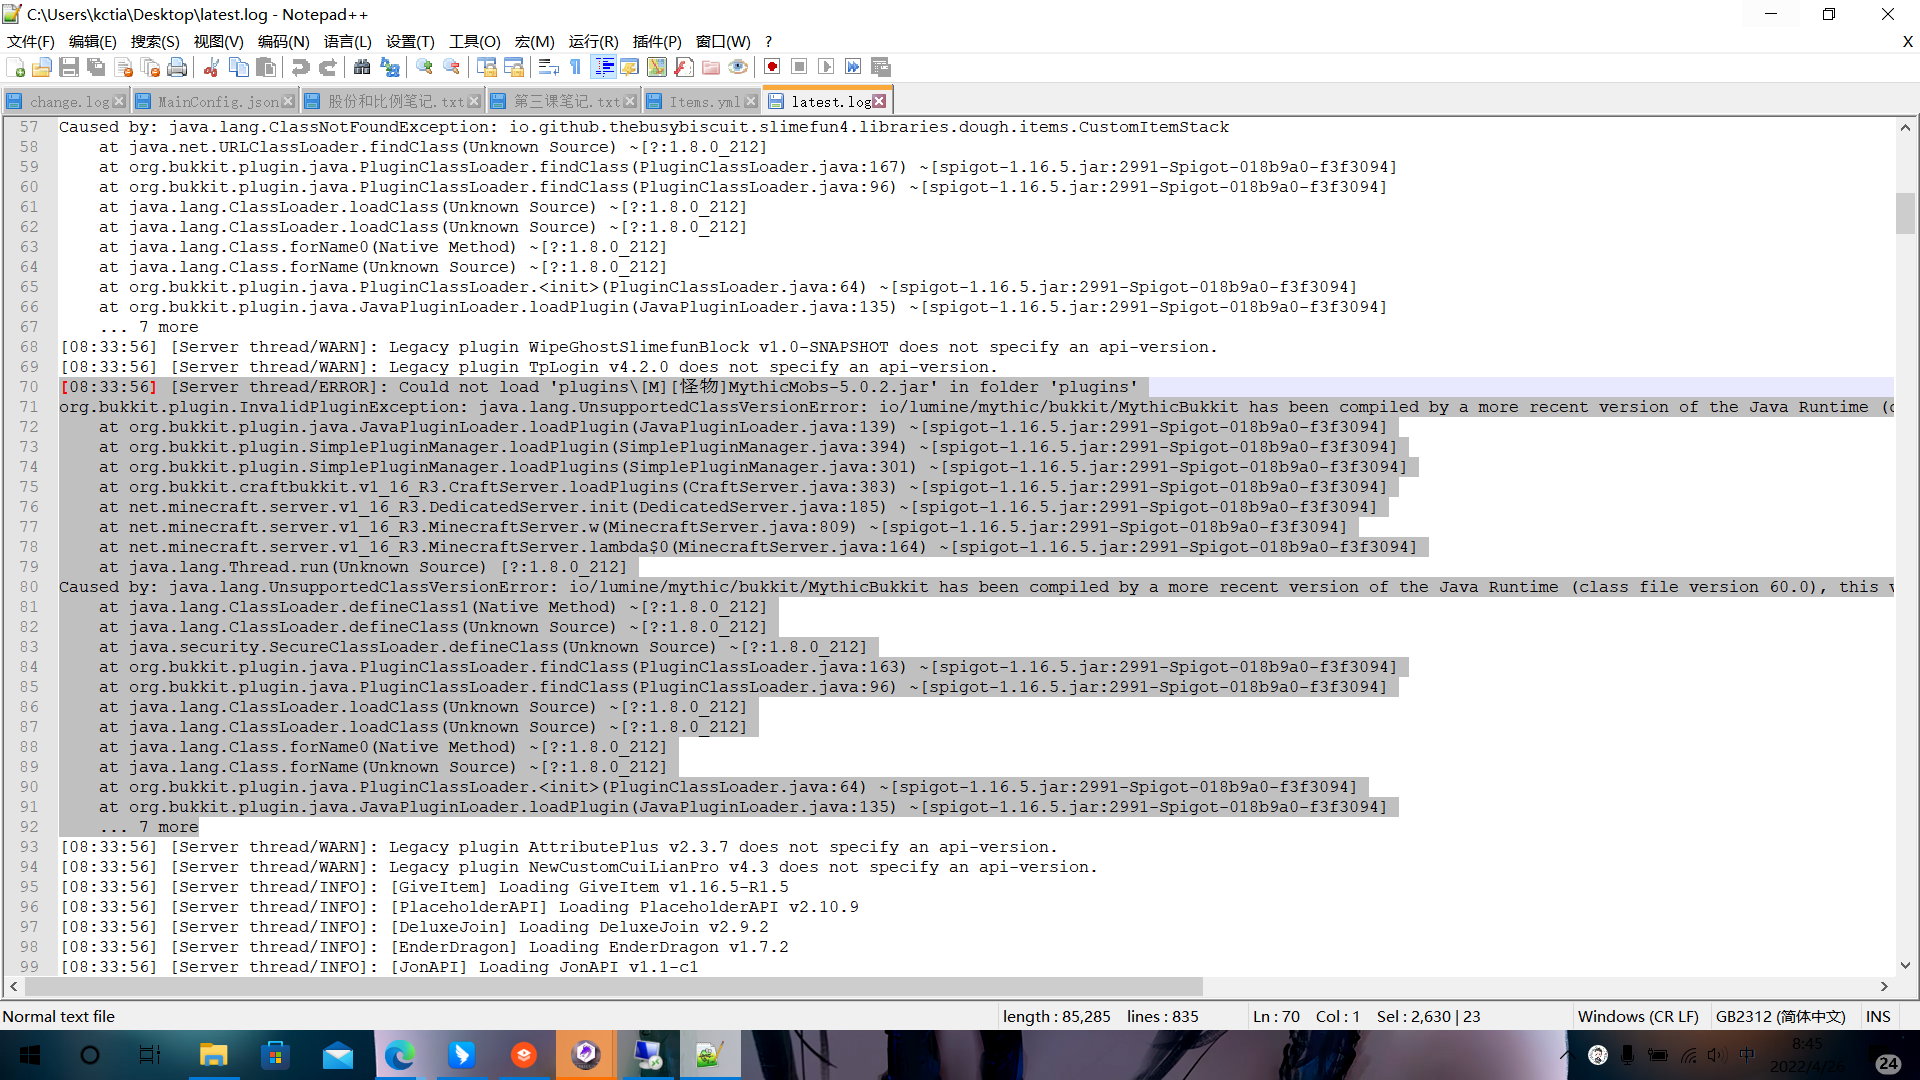 C:\Users\kctia\Desktop\latest.log - Notepad++
文件(F) 编辑(E) 搜索(S) 视图(V) 编码(N) 语言(L) 设置(T) 工具(O) 宏(M) 运行(R) 插件(P) 窗口(W) ? X
change.log MainConfig.json 股份和比例笔记.txt 第三课笔记.txt Items.yml latest.log
57 Caused by: java.lang.ClassNotFoundException: io.github.thebusybiscuit.slimefun4.libraries.dough.items.CustomItemStack
58 at java.net.URLClassLoader.findClass(Unknown Source) ~[?:1.8.0_212]
59 at org.bukkit.plugin.java.PluginClassLoader.findClass(PluginClassLoader.java:167) ~[spigot-1.16.5.jar:2991-Spigot-018b9a0-f3f3094]
60 at org.bukkit.plugin.java.PluginClassLoader.findClass(PluginClassLoader.java:96) ~[spigot-1.16.5.jar:2991-Spigot-018b9a0-f3f3094]
61 at java.lang.ClassLoader.loadClass(Unknown Source) ~[?:1.8.0_212]
62 at java.lang.ClassLoader.loadClass(Unknown Source) ~[?:1.8.0_212]
63 at java.lang.Class.forName0(Native Method) ~[?:1.8.0_212]
64 at java.lang.Class.forName(Unknown Source) ~[?:1.8.0_212]
65 at org.bukkit.plugin.java.PluginClassLoader.<init>(PluginClassLoader.java:64) ~[spigot-1.16.5.jar:2991-Spigot-018b9a0-f3f3094]
66 at org.bukkit.plugin.java.JavaPluginLoader.loadPlugin(JavaPluginLoader.java:135) ~[spigot-1.16.5.jar:2991-Spigot-018b9a0-f3f3094]
67 ... 7 more
68 [08:33:56] [Server thread/WARN]: Legacy plugin WipeGhostSlimefunBlock v1.0-SNAPSHOT does not specify an api-version.
69 [08:33:56] [Server thread/WARN]: Legacy plugin TpLogin v4.2.0 does not specify an api-version.
70 [08:33:56] [Server thread/ERROR]: Could not load 'plugins\[M][怪物]MythicMobs-5.0.2.jar' in folder 'plugins'
71 org.bukkit.plugin.InvalidPluginException: java.lang.UnsupportedClassVersionError: io/lumine/mythic/bukkit/MythicBukkit has been compiled by a more recent version of the Java Runtime (c
72 at org.bukkit.plugin.java.JavaPluginLoader.loadPlugin(JavaPluginLoader.java:139) ~[spigot-1.16.5.jar:2991-Spigot-018b9a0-f3f3094]
73 at org.bukkit.plugin.SimplePluginManager.loadPlugin(SimplePluginManager.java:394) ~[spigot-1.16.5.jar:2991-Spigot-018b9a0-f3f3094]
74 at org.bukkit.plugin.SimplePluginManager.loadPlugins(SimplePluginManager.java:301) ~[spigot-1.16.5.jar:2991-Spigot-018b9a0-f3f3094]
75 at org.bukkit.craftbukkit.v1_16_R3.CraftServer.loadPlugins(CraftServer.java:383) ~[spigot-1.16.5.jar:2991-Spigot-018b9a0-f3f3094]
76 at net.minecraft.server.v1_16_R3.DedicatedServer.init(DedicatedServer.java:185) ~[spigot-1.16.5.jar:2991-Spigot-018b9a0-f3f3094]
77 at net.minecraft.server.v1_16_R3.MinecraftServer.w(MinecraftServer.java:809) ~[spigot-1.16.5.jar:2991-Spigot-018b9a0-f3f3094]
78 at net.minecraft.server.v1_16_R3.MinecraftServer.lambda$0(MinecraftServer.java:164) ~[spigot-1.16.5.jar:2991-Spigot-018b9a0-f3f3094]
79 at java.lang.Thread.run(Unknown Source) [?:1.8.0_212]
80 Caused by: java.lang.UnsupportedClassVersionError: io/lumine/mythic/bukkit/MythicBukkit has been compiled by a more recent version of the Java Runtime (class file version 60.0), this v
81 at java.lang.ClassLoader.defineClass1(Native Method) ~[?:1.8.0_212]
82 at java.lang.ClassLoader.defineClass(Unknown Source) ~[?:1.8.0_212]
83 at java.security.SecureClassLoader.defineClass(Unknown Source) ~[?:1.8.0_212]
84 at org.bukkit.plugin.java.PluginClassLoader.findClass(PluginClassLoader.java:163) ~[spigot-1.16.5.jar:2991-Spigot-018b9a0-f3f3094]
85 at org.bukkit.plugin.java.PluginClassLoader.findClass(PluginClassLoader.java:96) ~[spigot-1.16.5.jar:2991-Spigot-018b9a0-f3f3094]
86 at java.lang.ClassLoader.loadClass(Unknown Source) ~[?:1.8.0_212]
87 at java.lang.ClassLoader.loadClass(Unknown Source) ~[?:1.8.0_212]
88 at java.lang.Class.forName0(Native Method) ~[?:1.8.0_212]
89 at java.lang.Class.forName(Unknown Source) ~[?:1.8.0_212]
90 at org.bukkit.plugin.java.PluginClassLoader.<init>(PluginClassLoader.java:64) ~[spigot-1.16.5.jar:2991-Spigot-018b9a0-f3f3094]
91 at org.bukkit.plugin.java.JavaPluginLoader.loadPlugin(JavaPluginLoader.java:135) ~[spigot-1.16.5.jar:2991-Spigot-018b9a0-f3f3094]
92 ... 7 more
93 [08:33:56] [Server thread/WARN]: Legacy plugin AttributePlus v2.3.7 does not specify an api-version.
94 [08:33:56] [Server thread/WARN]: Legacy plugin NewCustomCuiLianPro v4.3 does not specify an api-version.
95 [08:33:56] [Server thread/INFO]: [GiveItem] Loading GiveItem v1.16.5-R1.5
96 [08:33:56] [Server thread/INFO]: [PlaceholderAPI] Loading PlaceholderAPI v2.10.9
97 [08:33:56] [Server thread/INFO]: [DeluxeJoin] Loading DeluxeJoin v2.9.2
98 [08:33:56] [Server thread/INFO]: [EnderDragon] Loading EnderDragon v1.7.2
99 [08:33:56] [Server thread/INFO]: [JonAPI] Loading JonAPI v1.1-c1
Normal text file length : 85,285 lines : 835 Ln : 70 Col : 1 Sel : 2,630 | 23 Windows (CR LF) GB2312 (简体中文) INS
中 8:45
24